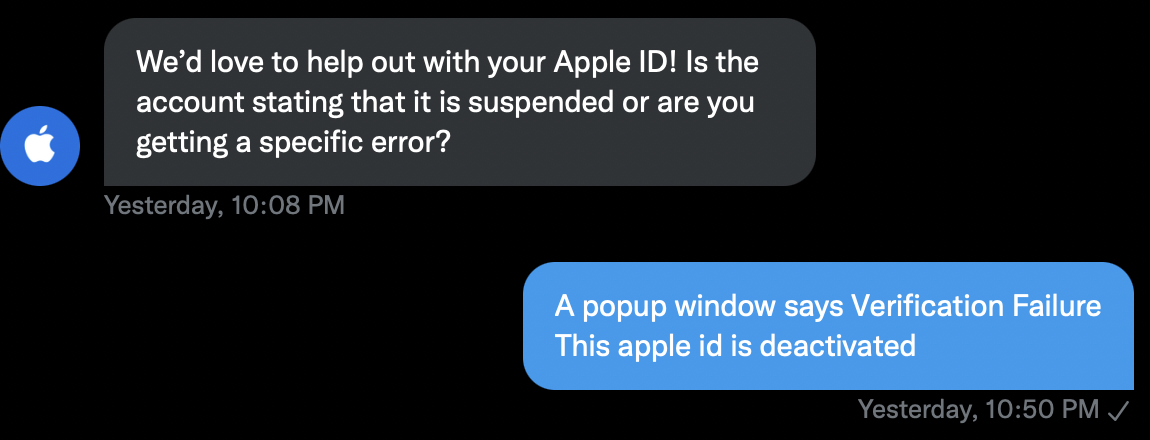 We’d love to help out with your Apple ID! Is the
account stating that it is suspended or are you
getting a specific error?
Yesterday, 10:08 PM
A popup window says Verification Failure
This apple id is deactivated
Yesterday, 10:50 PM ✓